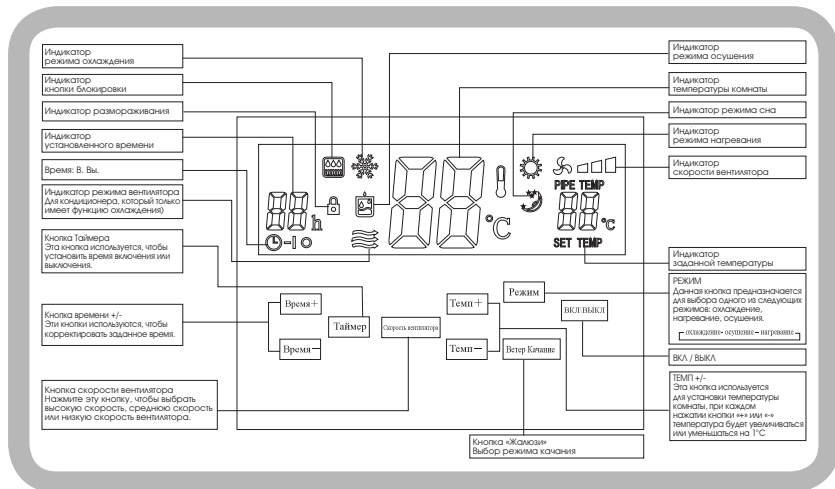 Индикатор
режима охлаждения
Индикатор
кнопки блокировки
Индикатор размораживания
Индикатор
установленного времени
Время: В. Вы.
Индикатор режима вентилятора
Для кондиционера, который только
имеет функцию охлаждения)
Кнопка Таймера
Эта кнопка используется, чтобы
установить время включения или
выключения.
Кнопка времени +/-
Эти кнопки используются, чтобы
корректировать заданное время.
Кнопка скорости вентилятора
Нажмите эту кнопку, чтобы выбрать
высокую скорость, среднюю скорость
или низкую скорость вентилятора.
88 h
88 °C
PIPE TEMP
88 °C
SET TEMP
Время+
Время−
Таймер
Скорость вентилятора
Темп+
Темп−
Режим
Ветер Качание
ВКЛ\ВЫКЛ
Кнопка «Жалюзи»
Выбор режима качания
Индикатор
режима осушения
Индикатор
температуры комнаты
Индикатор режима сна
Индикатор
режима нагревания
Индикатор
скорости вентилятора
Индикатор
заданной температуры
РЕЖИМ
Данная кнопка предназначается
для выбора одного из следующих
режимов: охлаждение,
нагревание, осушения.
охлаждение- осушение – нагревание
ВКЛ / ВЫКЛ
ТЕМП +/-
Эта кнопка используется
для установки температуры
комнаты, при каждом
нажатии кнопки «+» или «-»
температура будет увеличиваться
или уменьшаться на 1°С